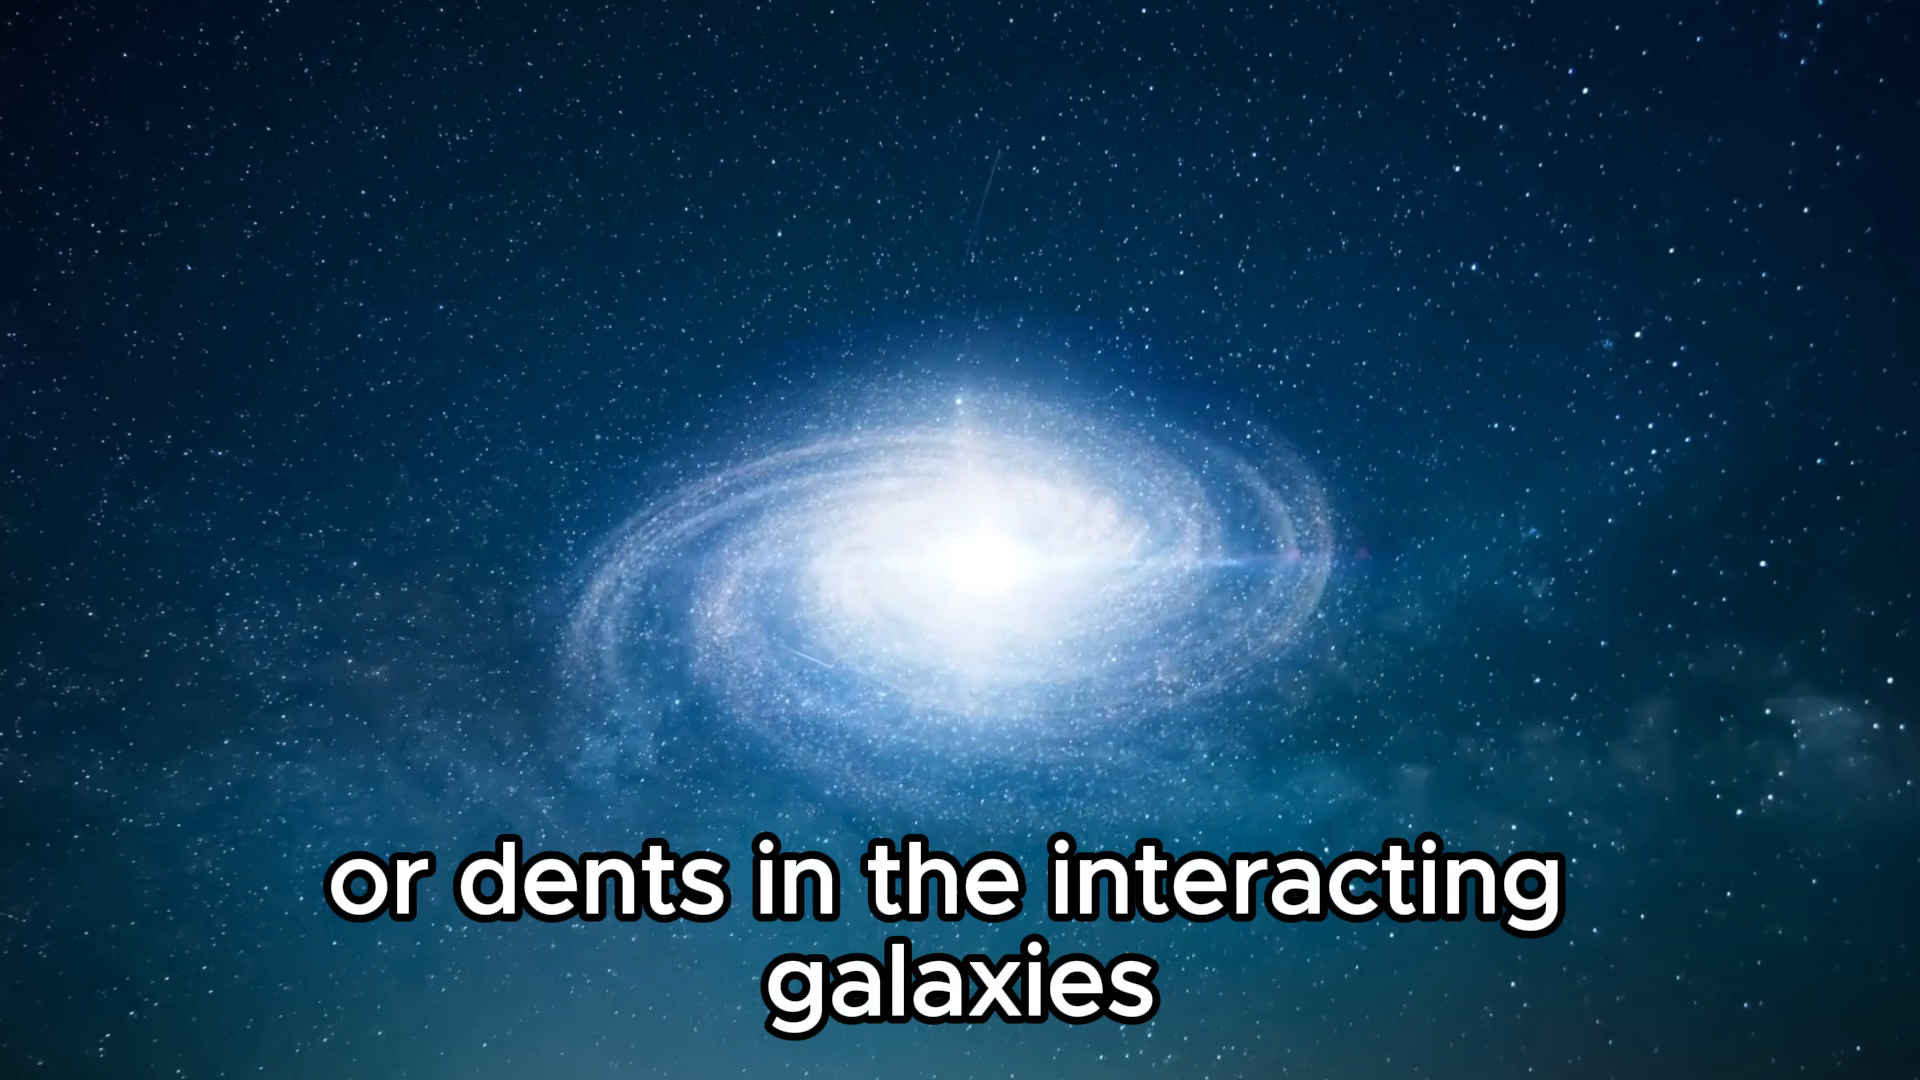 or dents in the interacting
galaxies